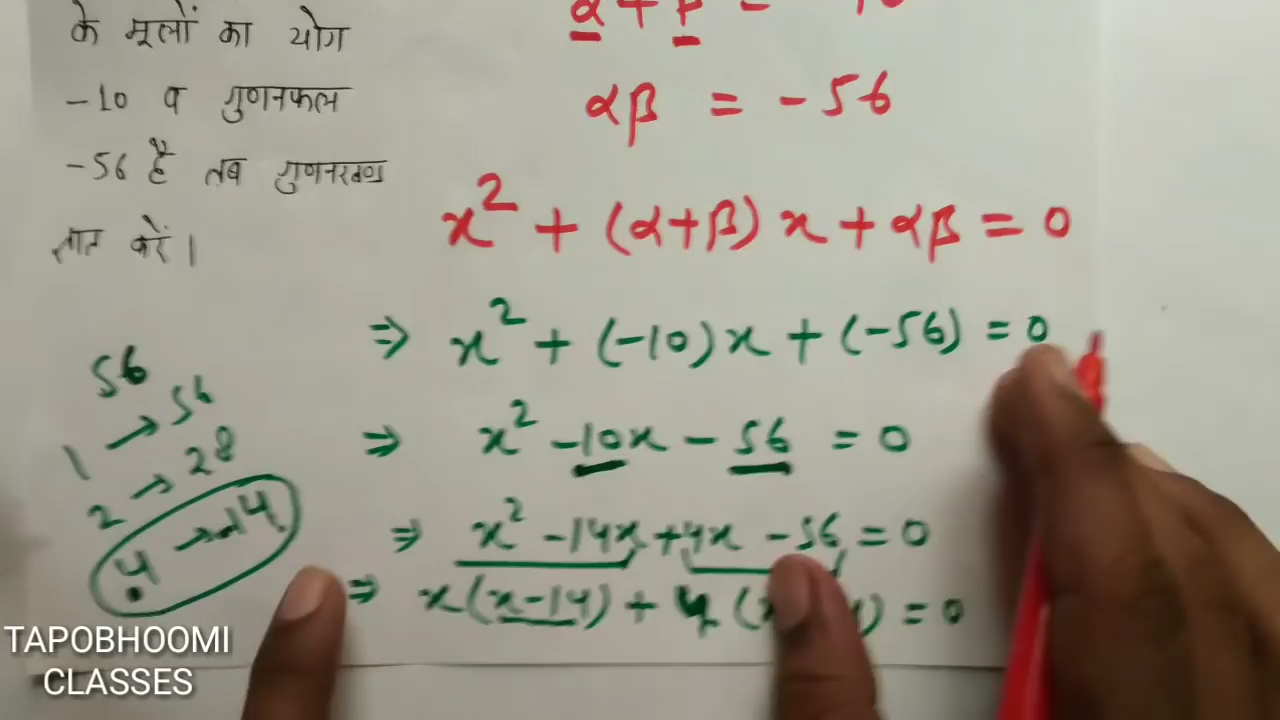 के मूलों का योग
-10 व गुणनफल
-56 है तब गुणनखण्ड
ज्ञात करें।
α + β = -10
αβ = -56
x² + (α+β)x + αβ = 0
⇒ x² + (-10)x + (-56) = 0
⇒ x² -10x - 56 = 0
⇒ x² -14x +4x -56 = 0
⇒ x(x-14) + 4(x ) = 0
56
1 → 56
2 → 28
4 → 14
TAPOBHOOMI
CLASSES